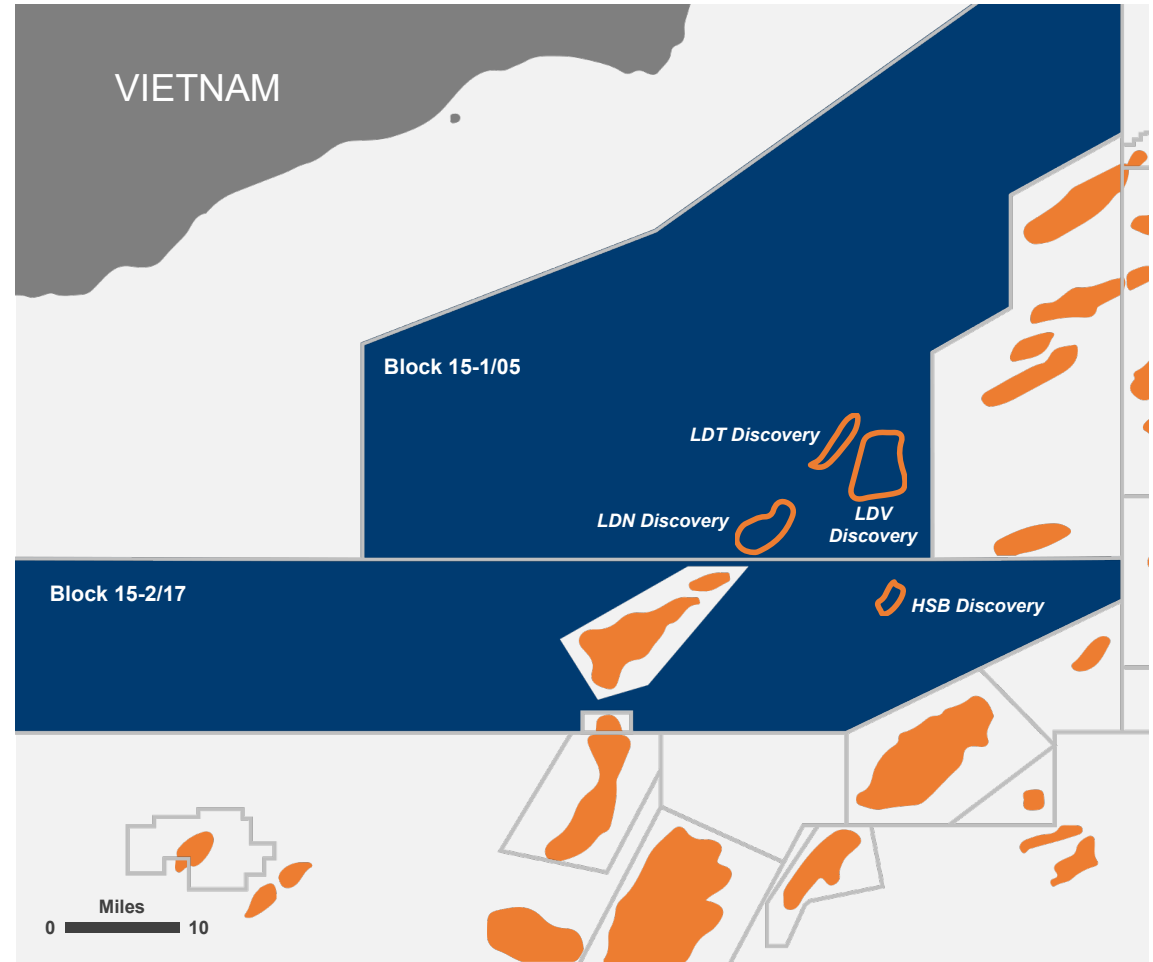 VIETNAM
Block 15-1/05
LDT Discovery
LDN Discovery
LDV
Discovery
Block 15-2/17
HSB Discovery
Miles
0 10